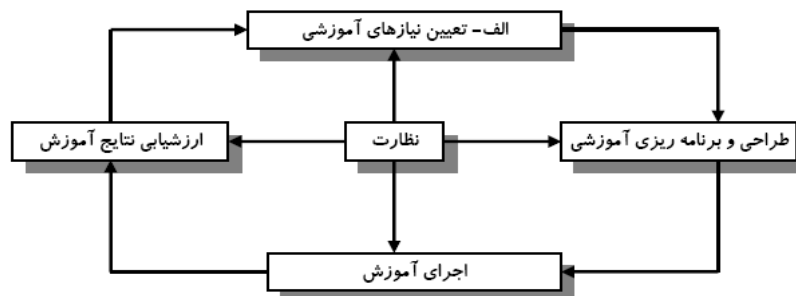 الف- تعیین نیازهای آموزشی
طراحی و برنامه ریزی آموزشی
نظارت
ارزشیابی نتایج آموزش
اجرای آموزش